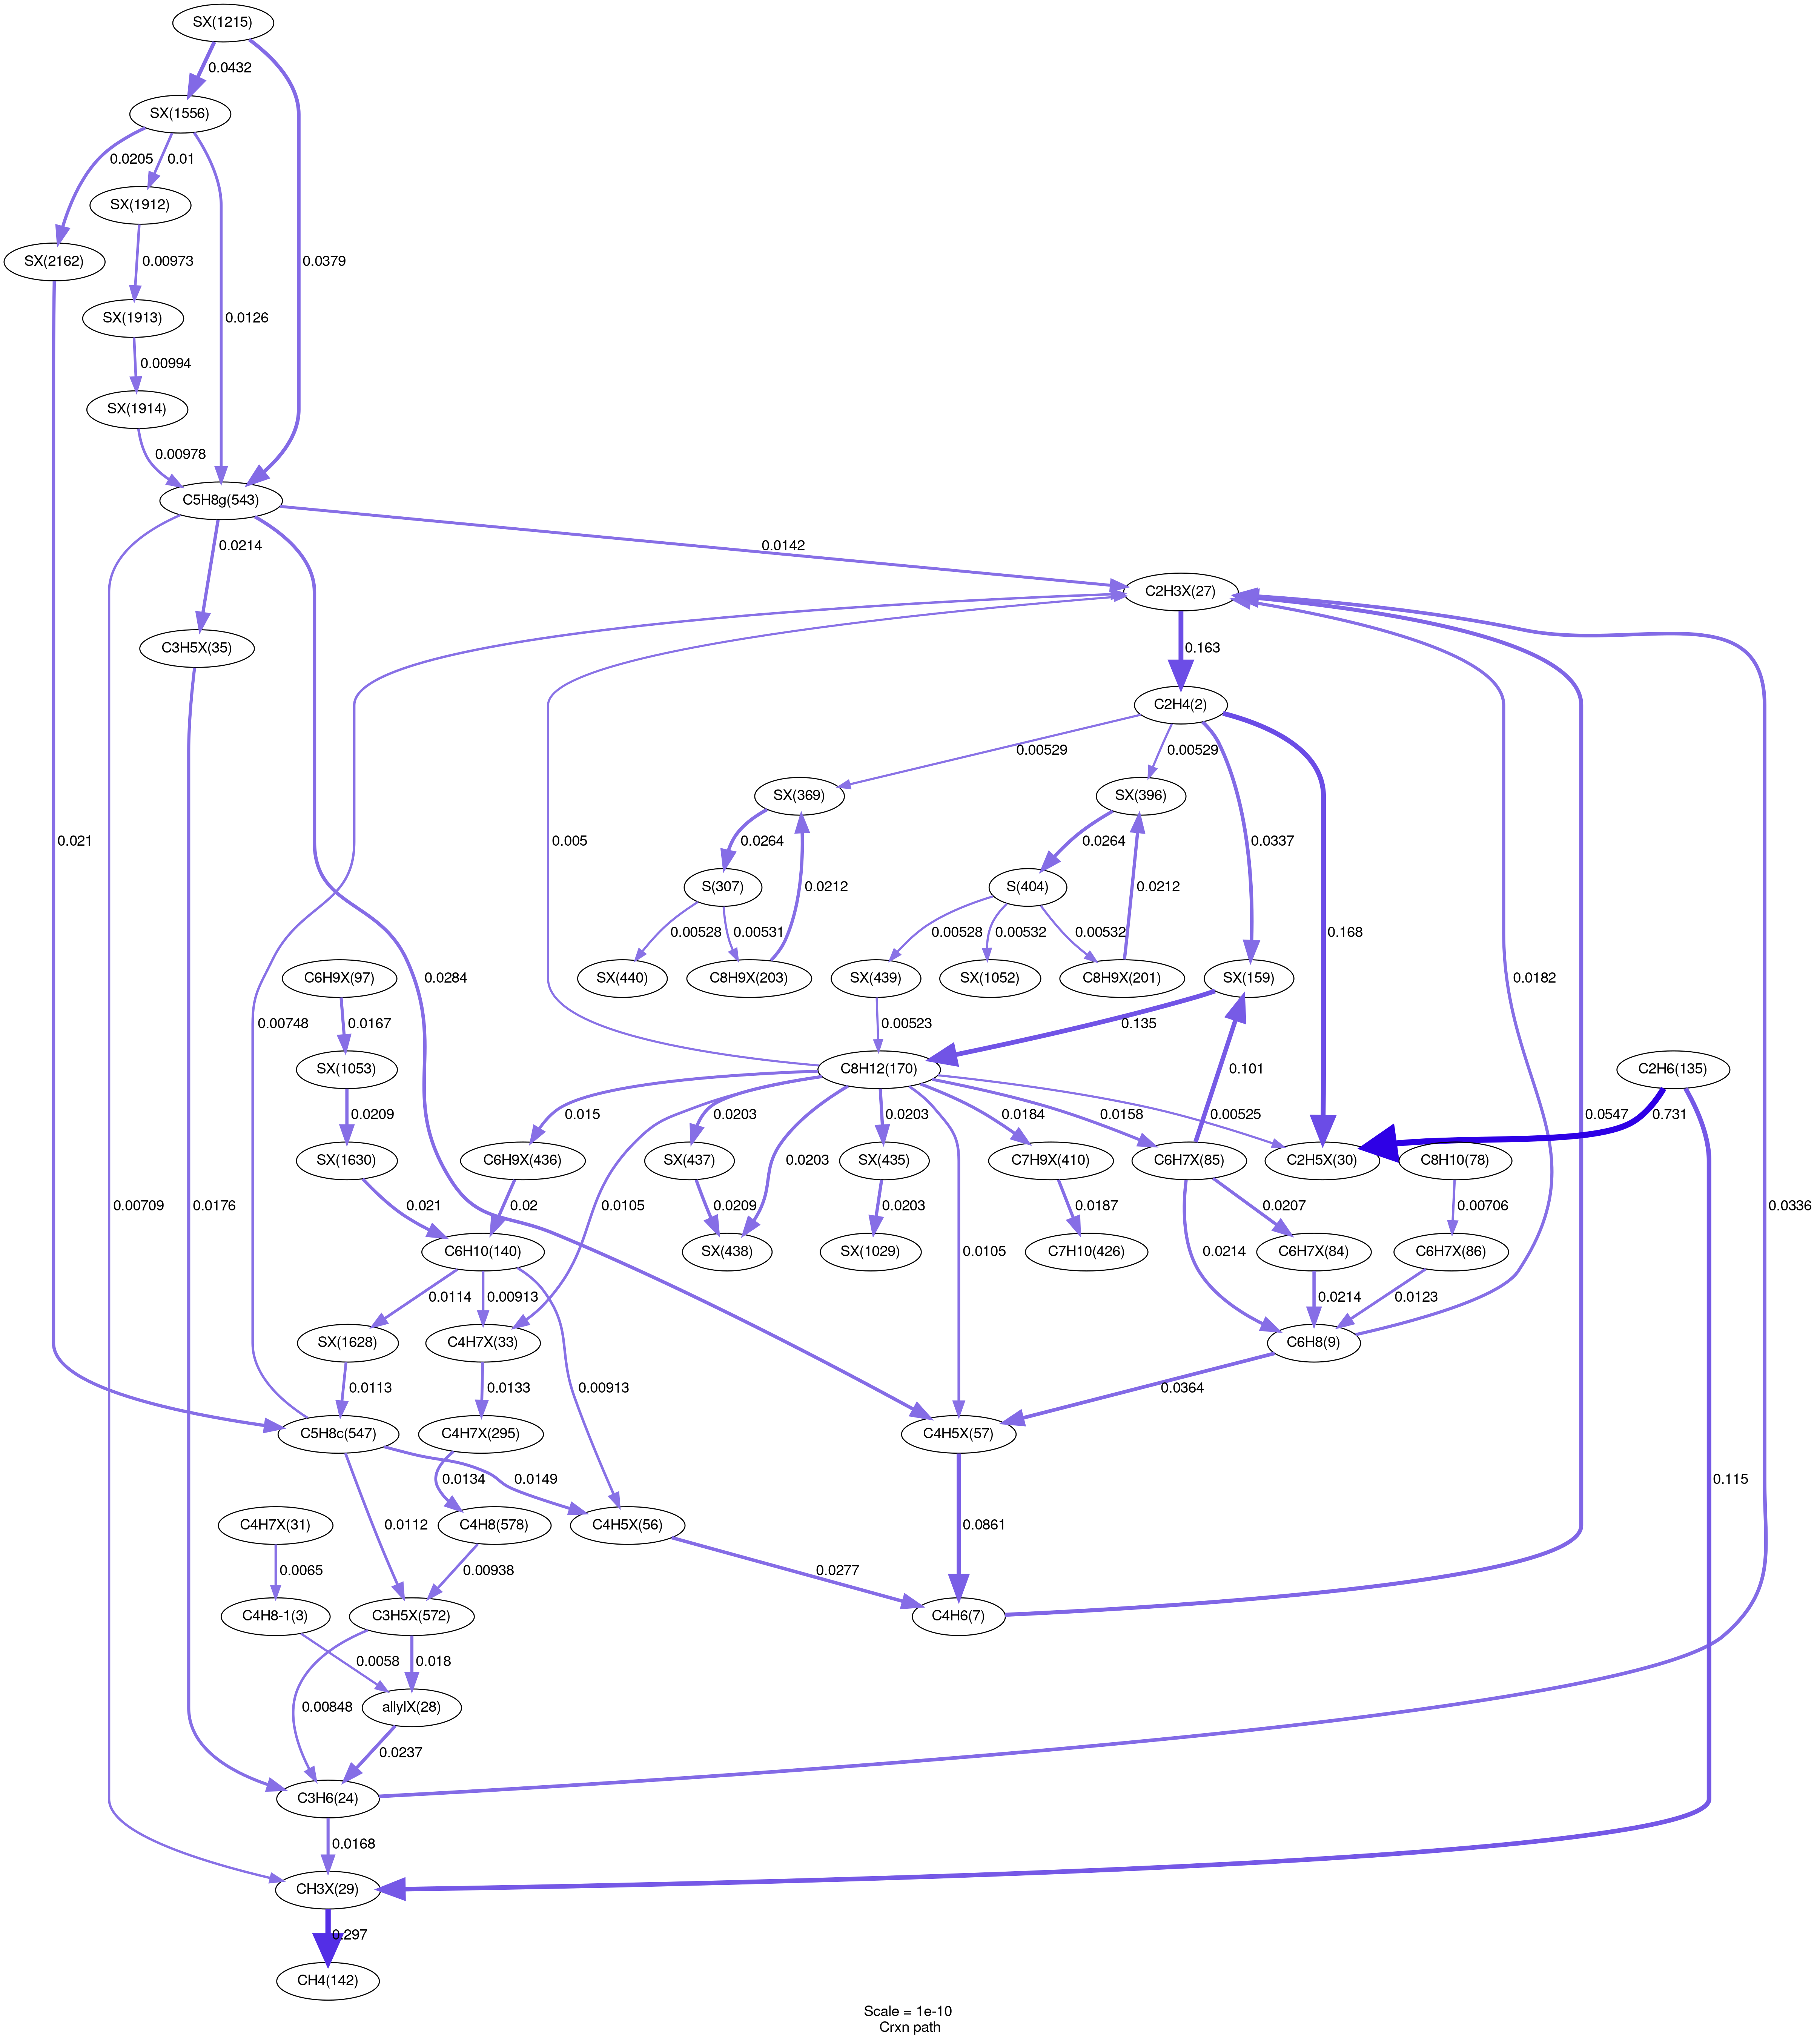 SX(1215)
0.0432
SX(1556)
0.0205
0.01
SX(1912)
SX(2162)
0.00973
0.0379
SX(1913)
0.0126
0.00994
SX(1914)
0.00978
C5H8g(543)
0.0214
0.0142
C2H3X(27)
C3H5X(35)
0.163
C2H4(2)
0.00529
0.00529
SX(369)
SX(396)
0.021
0.005
0.0264
0.0264
0.0337
S(307)
S(404)
0.0212
0.0212
0.00528
0.00531
0.00528
0.00532
0.00532
0.168
C6H9X(97)
SX(440)
C8H9X(203)
SX(439)
SX(1052)
C8H9X(201)
SX(159)
0.0284
0.0182
0.00748
0.0167
0.00523
0.135
SX(1053)
C8H12(170)
0.101
C2H6(135)
0.00709
0.0176
0.0209
0.015
0.0203
0.0203
0.0184
0.0158
0.00525
0.0547
0.731
SX(1630)
C6H9X(436)
SX(437)
0.0203
SX(435)
C7H9X(410)
C6H7X(85)
C2H5X(30)
C8H10(78)
0.0336
0.021
0.02
0.0105
0.0209
0.0203
0.0187
0.0207
0.00706
C6H10(140)
SX(438)
SX(1029)
C7H10(426)
0.0105
0.0214
C6H7X(84)
C6H7X(86)
0.0114
0.00913
0.0214
0.0123
SX(1628)
C4H7X(33)
C6H8(9)
0.0113
0.0133
0.00913
0.0364
C5H8c(547)
C4H7X(295)
C4H5X(57)
0.0134
0.0149
0.115
C4H7X(31)
0.0112
C4H8(578)
C4H5X(56)
0.0861
0.0065
0.00938
0.0277
C4H8-1(3)
C3H5X(572)
C4H6(7)
0.0058
0.018
0.00848
allylX(28)
0.0237
C3H6(24)
0.0168
CH3X(29)
0.297
CH4(142)
Scale = 1e-10
Crxn path